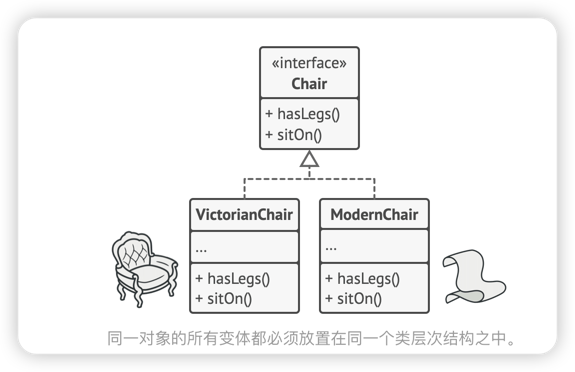 «interface»
Chair
+ hasLegs()
+ sitOn()
VictorianChair
...
+ hasLegs()
+ sitOn()
ModernChair
...
+ hasLegs()
+ sitOn()
同一对象的所有变体都必须放置在同一个类层次结构之中。